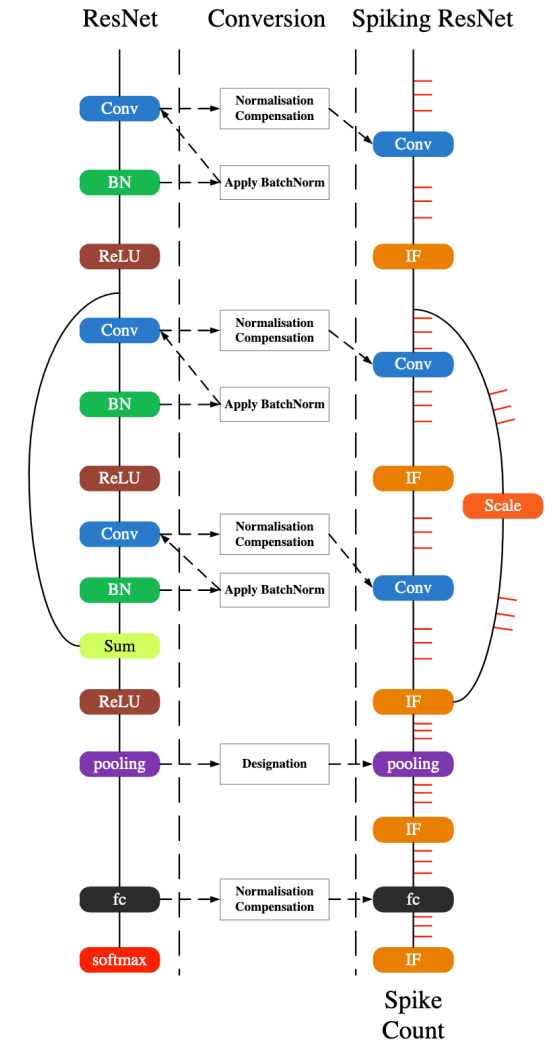 ResNet Conversion Spiking ResNet
Conv
Normalisation
Compensation
Conv
BN
Apply BatchNorm
ReLU
IF
Conv
Normalisation
Compensation
Conv
BN
Apply BatchNorm
ReLU
IF
Scale
Conv
Normalisation
Compensation
Conv
BN
Apply BatchNorm
Sum
ReLU
IF
pooling
Designation
pooling
IF
fc
Normalisation
Compensation
fc
softmax
IF
Spike
Count